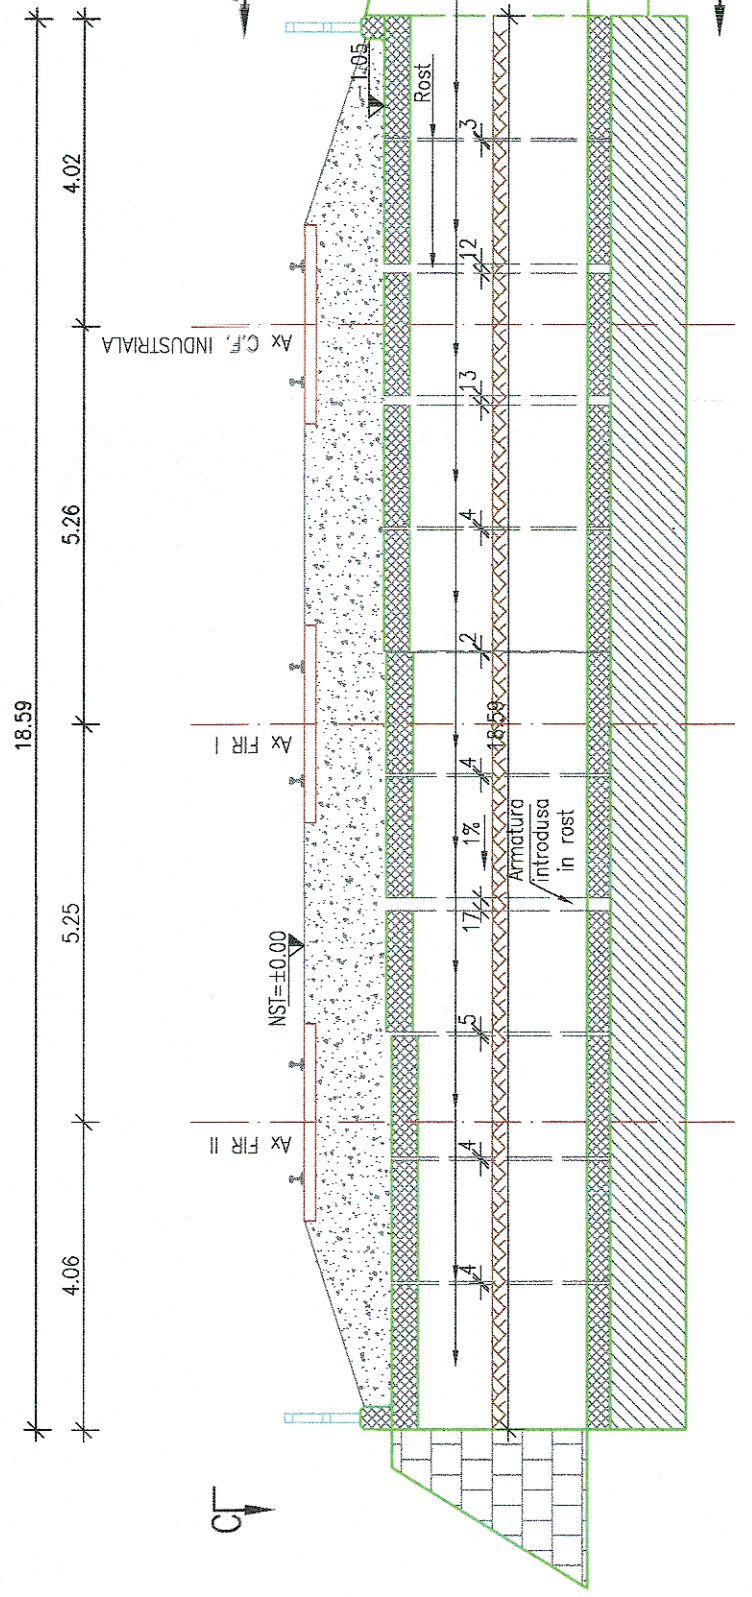 18.59
4.02
5.26
5.25
4.06
Ax C.F. INDUSTRIALA
Ax FIR I
Ax FIR II
NST=±0.00
-1.05
Rost
3
12
13
4
2
4
17
5
4
4
18.59
1%
Armatura
introdusa
in rost
C